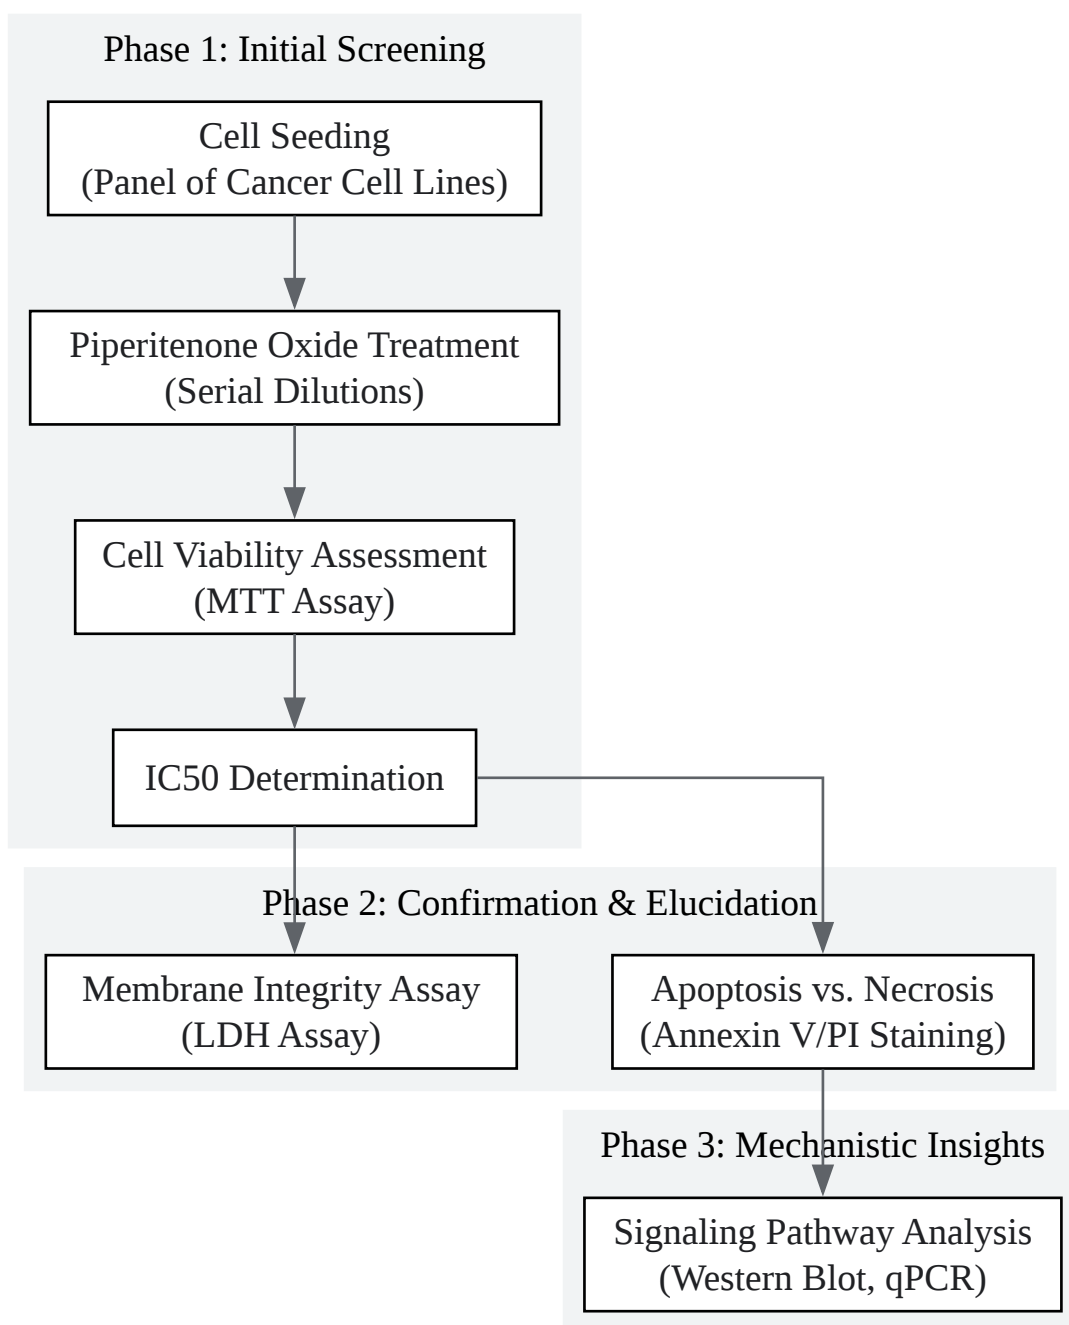 Phase 1: Initial Screening
Cell Seeding
(Panel of Cancer Cell Lines)
Piperitenone Oxide Treatment
(Serial Dilutions)
Cell Viability Assessment
(MTT Assay)
IC50 Determination
Phase 2: Confirmation & Elucidation
Membrane Integrity Assay
(LDH Assay)
Apoptosis vs. Necrosis
(Annexin V/PI Staining)
Phase 3: Mechanistic Insights
Signaling Pathway Analysis
(Western Blot, qPCR)